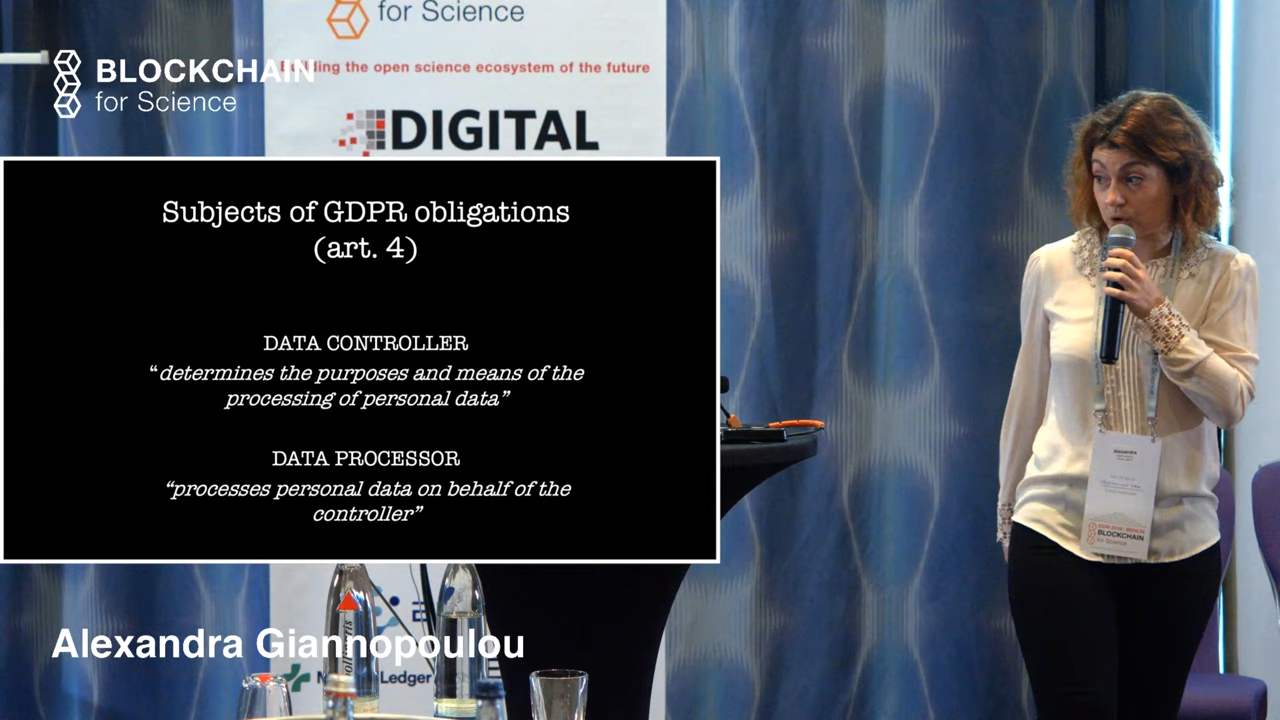 for Science
Building the open science ecosystem of the future
BLOCKCHAIN
for Science
DIGITAL
Subjects of GDPR obligations
(art. 4)
DATA CONTROLLER
“determines the purposes and means of the
processing of personal data”
DATA PROCESSOR
“processes personal data on behalf of the
controller”
Alexandra
BLOCKCHAIN
for Science
Alexandra Giannopoulou
Ledger